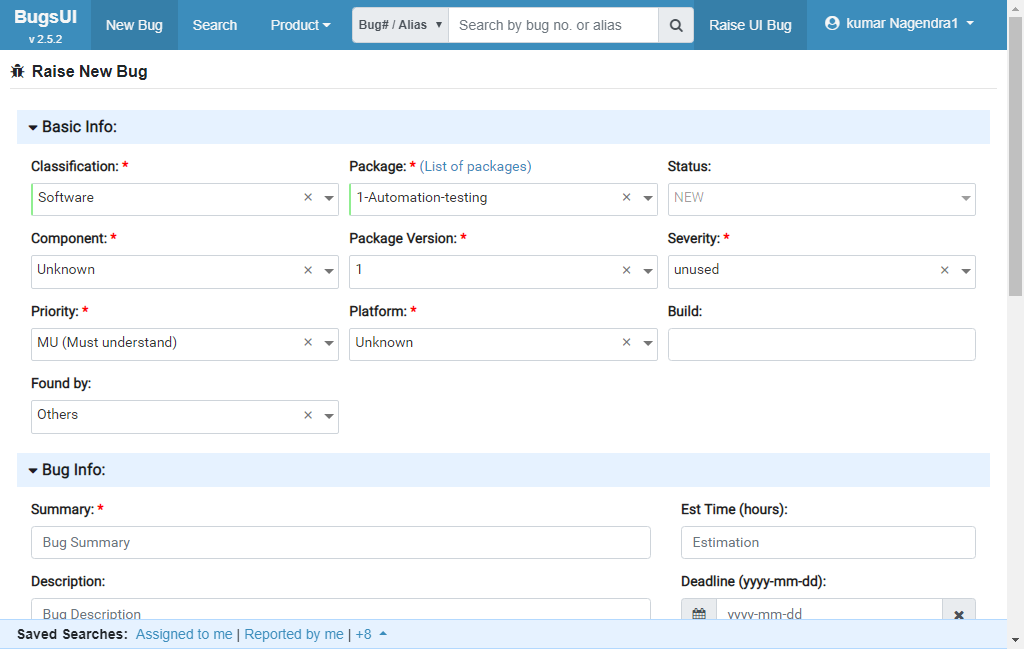 BugsUI
v 2.5.2
New Bug
Search
Product
Bug# / Alias
Search by bug no. or alias
Raise UI Bug
kumar Nagendra1
Raise New Bug
Basic Info:
Classification: *
Package: * (List of packages)
Status:
Software
1-Automation-testing
NEW
Component: *
Package Version: *
Severity: *
Unknown
1
unused
Priority: *
Platform: *
Build:
MU (Must understand)
Unknown
Found by:
Others
Bug Info:
Summary: *
Est Time (hours):
Bug Summary
Estimation
Description:
Deadline (yyyy-mm-dd):
Bug Description
yyyy-mm-dd
Saved Searches: Assigned to me | Reported by me | +8